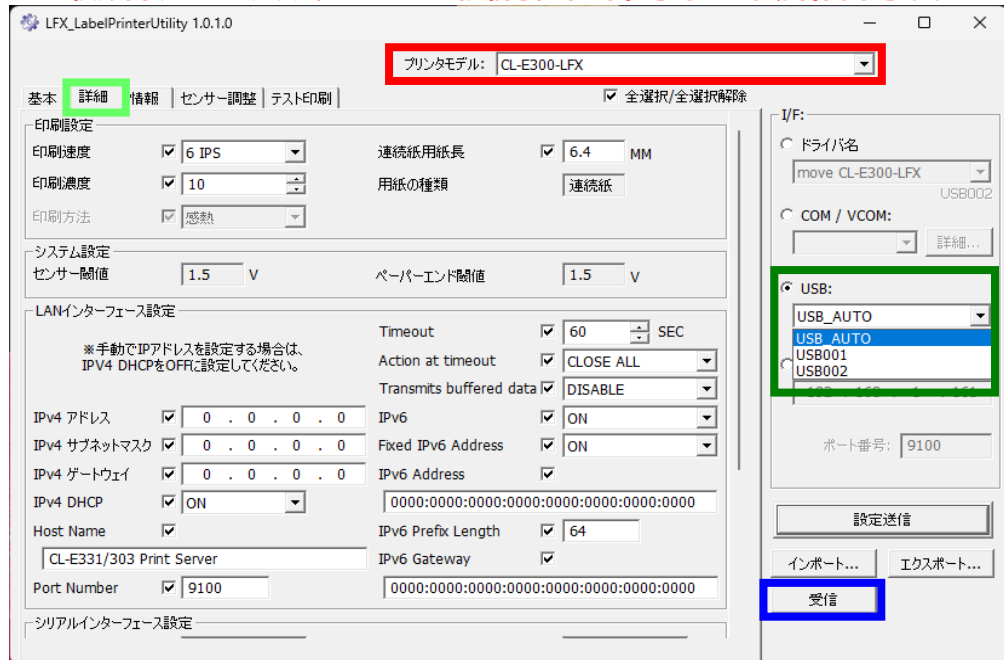 LFX_LabelPrinterUtility 1.0.1.0
プリンタモデル: CL-E300-LFX
基本 詳細 情報 センサー調整 テスト印刷
全選択/全選択解除
印刷設定
印刷速度 6 IPS 連続紙用紙長 6.4 MM
印刷濃度 10 用紙の種類 連続紙
印刷方法 感熱
システム設定
センサー閾値 1.5 V ペーパーエンド閾値 1.5 V
LANインターフェース設定
※手動でIPアドレスを設定する場合は、
IPV4 DHCPをOFFに設定してください。
Timeout 60 SEC
Action at timeout CLOSE ALL
Transmits buffered data DISABLE
IPv4 アドレス 0 . 0 . 0 . 0 IPv6 ON
IPv4 サブネットマスク 0 . 0 . 0 . 0 Fixed IPv6 Address ON
IPv4 ゲートウェイ 0 . 0 . 0 . 0 IPv6 Address
IPv4 DHCP ON 0000:0000:0000:0000:0000:0000:0000:0000
Host Name IPv6 Prefix Length 64
CL-E331/303 Print Server IPv6 Gateway
Port Number 9100 0000:0000:0000:0000:0000:0000:0000:0000
シリアルインターフェース設定
I/F:
ドライバ名
move CL-E300-LFX
USB002
COM / VCOM:
詳細...
USB:
USB_AUTO
USB_AUTO
USB001
USB002
ポート番号: 9100
設定送信
インポート... エクスポート...
受信